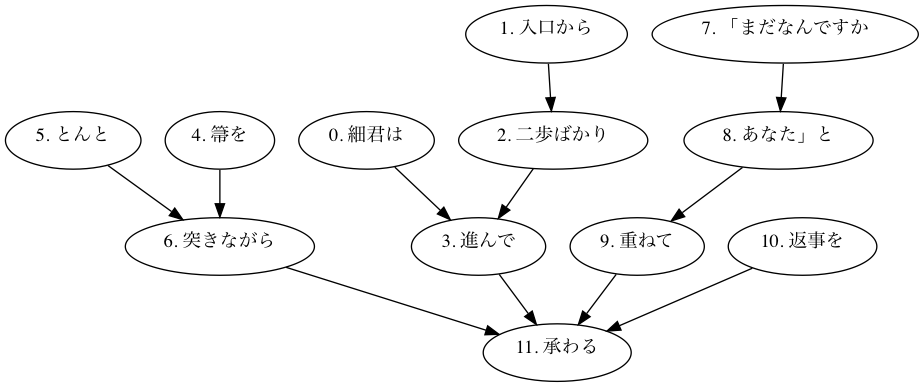 1. 入口から
7. 「まだなんですか
5. とんと
4. 箒を
0. 細君は
2. 二歩ばかり
8. あなた」と
6. 突きながら
3. 進んで
9. 重ねて
10. 返事を
11. 承わる